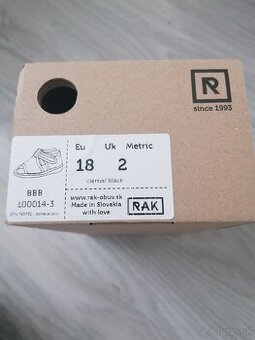 R
since 1993
Eu Uk Metric
18 2
čierna/ black
BBB
100014-3
www.rak-obuv.sk
Made in Slovakia
with love
RAK